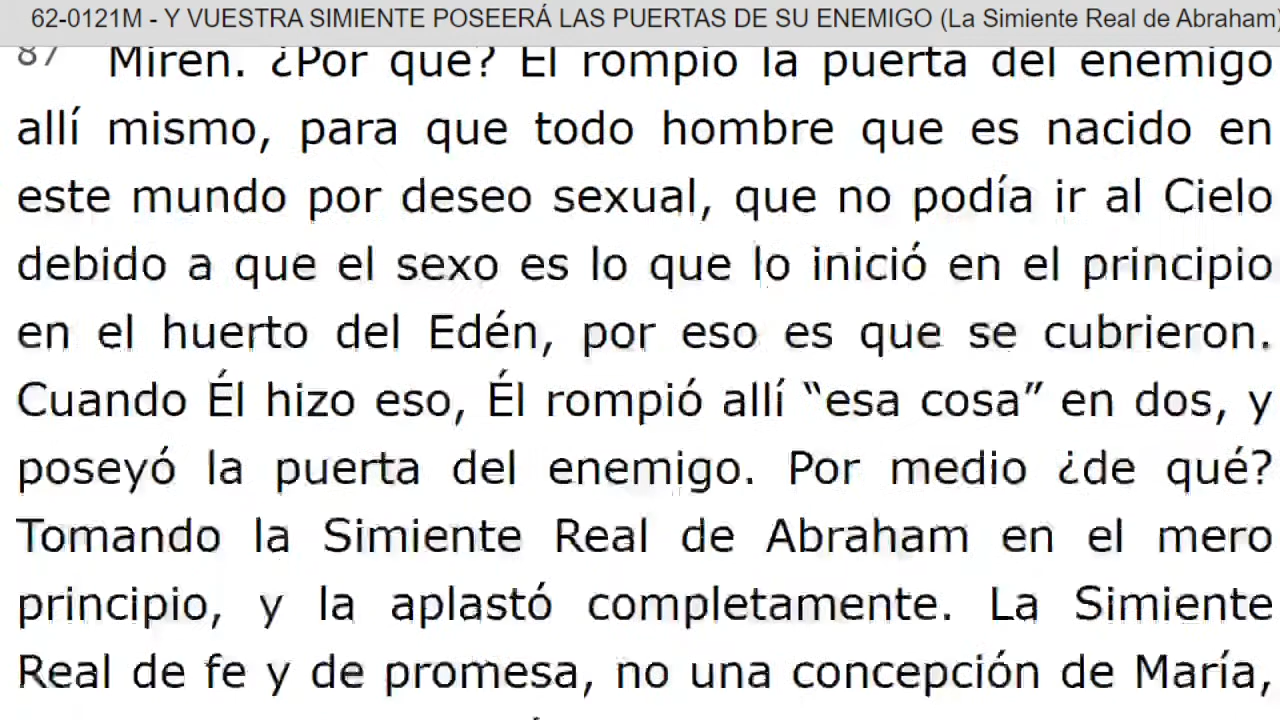 62-0121M - Y VUESTRA SIMIENTE POSEERÁ LAS PUERTAS DE SU ENEMIGO (La Simiente Real de Abraham)
87 Miren. ¿Por qué? Él rompió la puerta del enemigo
allí mismo, para que todo hombre que es nacido en
este mundo por deseo sexual, que no podía ir al Cielo
debido a que el sexo es lo que lo inició en el principio
en el huerto del Edén, por eso es que se cubrieron.
Cuando Él hizo eso, Él rompió allí “esa cosa” en dos, y
poseyó la puerta del enemigo. Por medio ¿de qué?
Tomando la Simiente Real de Abraham en el mero
principio, y la aplastó completamente. La Simiente
Real de fe y de promesa, no una concepción de María,